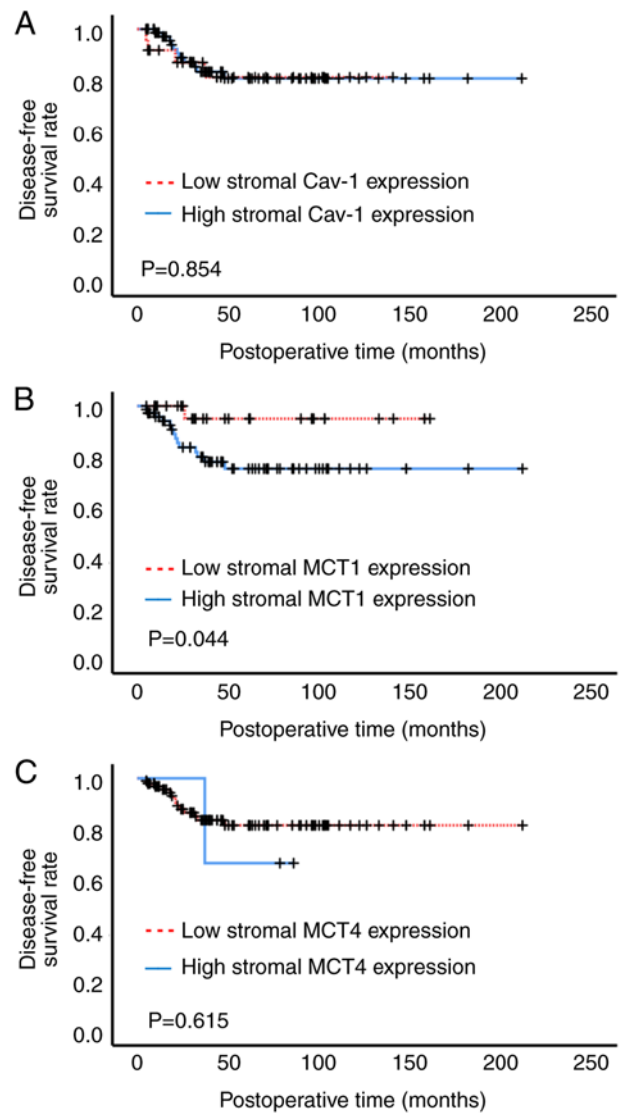 A
1.0
0.8
0.6
0.4
0.2
0.0
Disease-free
survival rate
Low stromal Cav-1 expression
High stromal Cav-1 expression
P=0.854
0 50 100 150 200 250
Postoperative time (months)
B
1.0
0.8
0.6
0.4
0.2
0.0
Disease-free
survival rate
Low stromal MCT1 expression
High stromal MCT1 expression
P=0.044
0 50 100 150 200 250
Postoperative time (months)
C
1.0
0.8
0.6
0.4
0.2
0.0
Disease-free
survival rate
Low stromal MCT4 expression
High stromal MCT4 expression
P=0.615
0 50 100 150 200 250
Postoperative time (months)